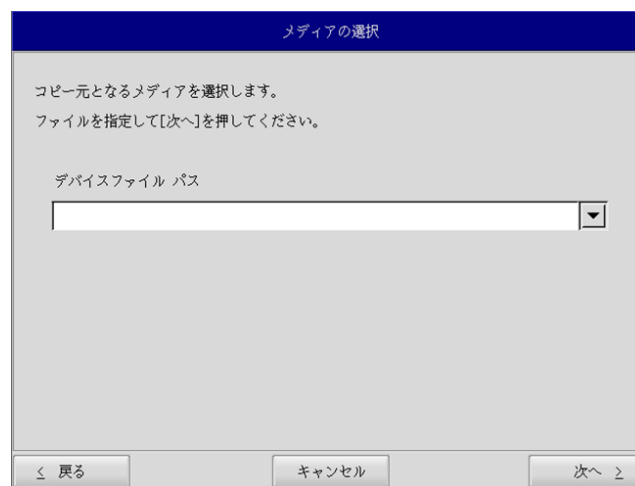 メディアの選択
コピー元となるメディアを選択します。
ファイルを指定して[次へ]を押してください。
デバイスファイル パス
≤ 戻る
キャンセル
次へ ≥